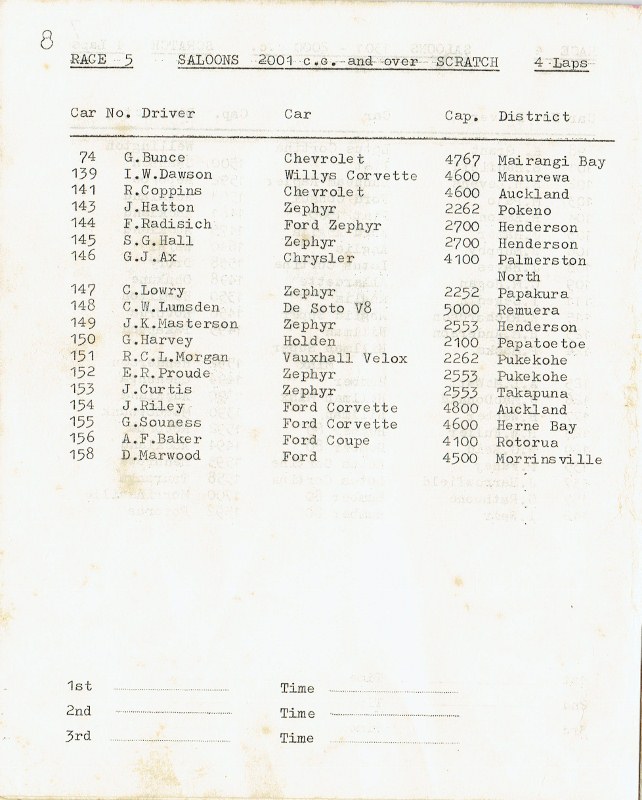 8
RACE 5 SALOONS 2001 c.c. and over SCRATCH 4 Laps
Car No. Driver Car Cap. District
74 G.Bunce Chevrolet 4767 Mairangi Bay
139 I.W.Dawson Willys Corvette 4600 Manurewa
141 R.Coppins Chevrolet 4600 Auckland
143 J.Hatton Zephyr 2262 Pokeno
144 F.Radisich Ford Zephyr 2700 Henderson
145 S.G.Hall Zephyr 2700 Henderson
146 G.J.Ax Chrysler 4100 Palmerston
North
147 C.Lowry Zephyr 2252 Papakura
148 C.W.Lumsden De Soto V8 5000 Remuera
149 J.K.Masterson Zephyr 2553 Henderson
150 G.Harvey Holden 2100 Papatoetoe
151 R.C.L.Morgan Vauxhall Velox 2262 Pukekohe
152 E.R.Proude Zephyr 2553 Pukekohe
153 J.Curtis Zephyr 2553 Takapuna
154 J.Riley Ford Corvette 4800 Auckland
155 G.Souness Ford Corvette 4600 Herne Bay
156 A.F.Baker Ford Coupe 4100 Rotorua
158 D.Marwood Ford 4500 Morrinsville
1st Time
2nd Time
3rd Time